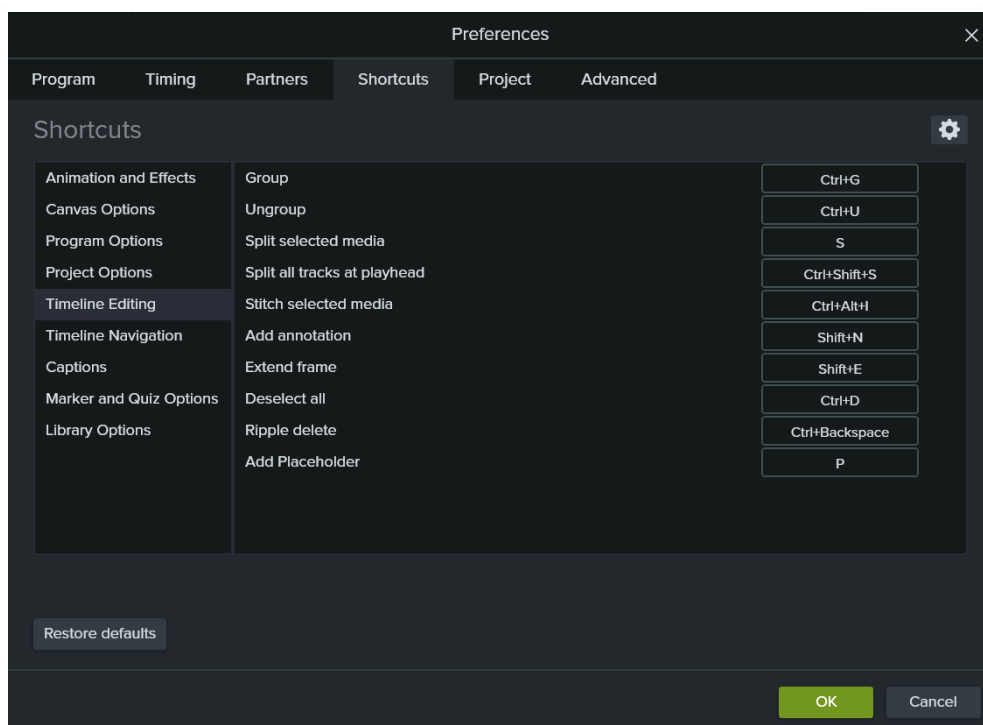 Preferences
Program Timing Partners Shortcuts Project Advanced
Shortcuts
Animation and Effects
Canvas Options
Program Options
Project Options
Timeline Editing
Timeline Navigation
Captions
Marker and Quiz Options
Library Options
Group Ctrl+G
Ungroup Ctrl+U
Split selected media S
Split all tracks at playhead Ctrl+Shift+S
Stitch selected media Ctrl+Alt+I
Add annotation Shift+N
Extend frame Shift+E
Deselect all Ctrl+D
Ripple delete Ctrl+Backspace
Add Placeholder P
Restore defaults
OK Cancel